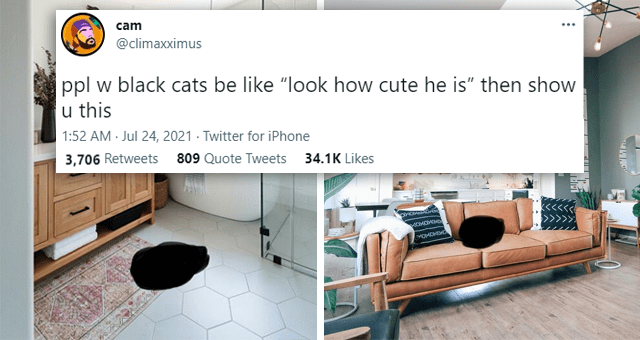 cam
@climaxximus
ppl w black cats be like “look how cute he is” then show
u this
1:52 AM · Jul 24, 2021 · Twitter for iPhone
3,706 Retweets 809 Quote Tweets 34.1K Likes